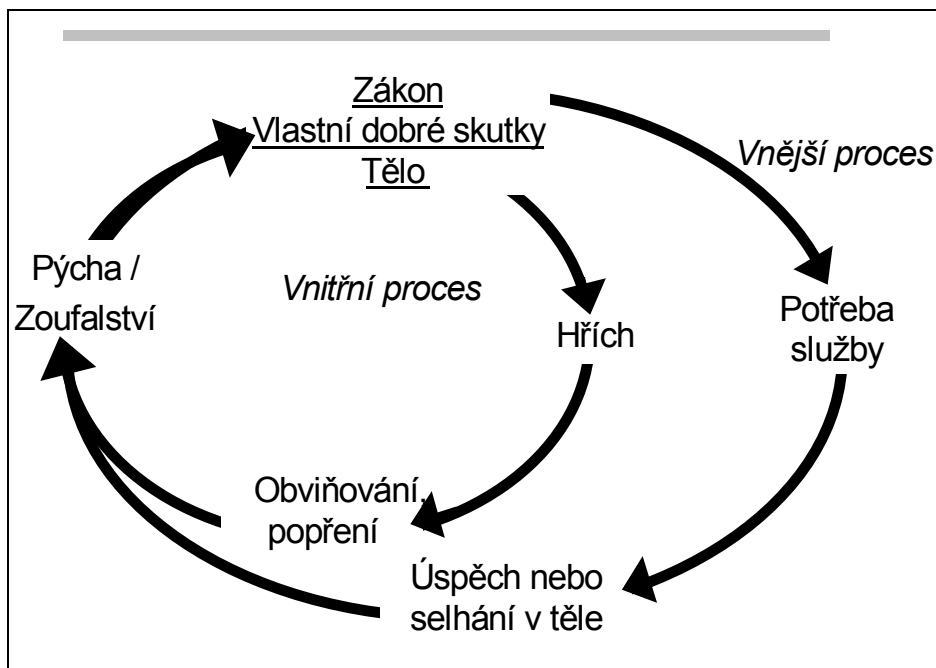 Zákon
Vlastní dobré skutky
Tělo
Vnější proces
Pýcha /
Zoufalství
Vnitřní proces
Hřích
Potřeba
služby
Obviňování,
popření
Úspěch nebo
selhání v těle